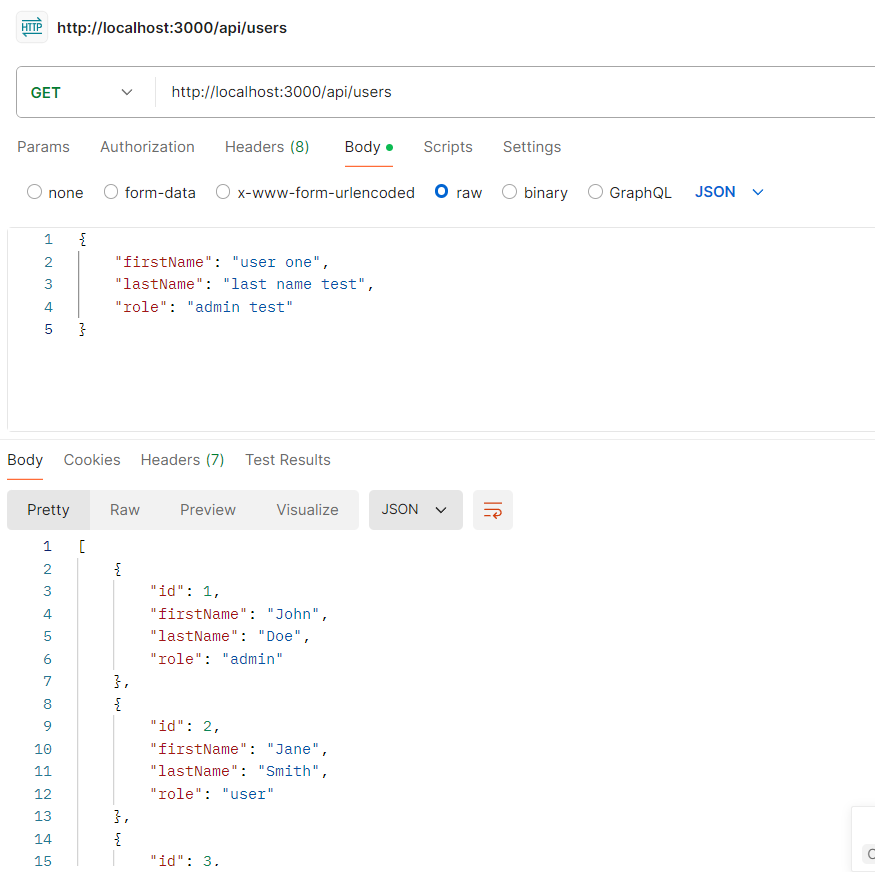 HTTP http://localhost:3000/api/users
GET http://localhost:3000/api/users
Params Authorization Headers (8) Body Scripts Settings
none form-data x-www-form-urlencoded raw binary GraphQL JSON
1 {
2 "firstName": "user one",
3 "lastName": "last name test",
4 "role": "admin test"
5 }
Body Cookies Headers (7) Test Results
Pretty Raw Preview Visualize JSON
1 [
2 {
3 "id": 1,
4 "firstName": "John",
5 "lastName": "Doe",
6 "role": "admin"
7 },
8 {
9 "id": 2,
10 "firstName": "Jane",
11 "lastName": "Smith",
12 "role": "user"
13 },
14 {
15 "id": 3,